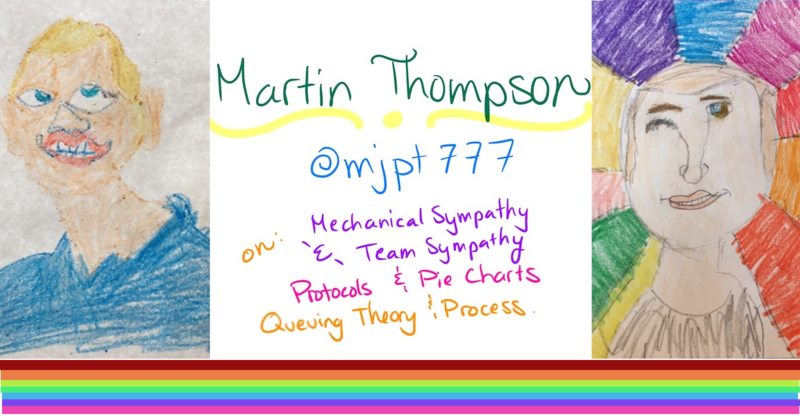 Martin Thompson
@mjpt777
on: Mechanical Sympathy
& Team Sympathy
Protocols & Pie Charts
Queuing Theory & Process.